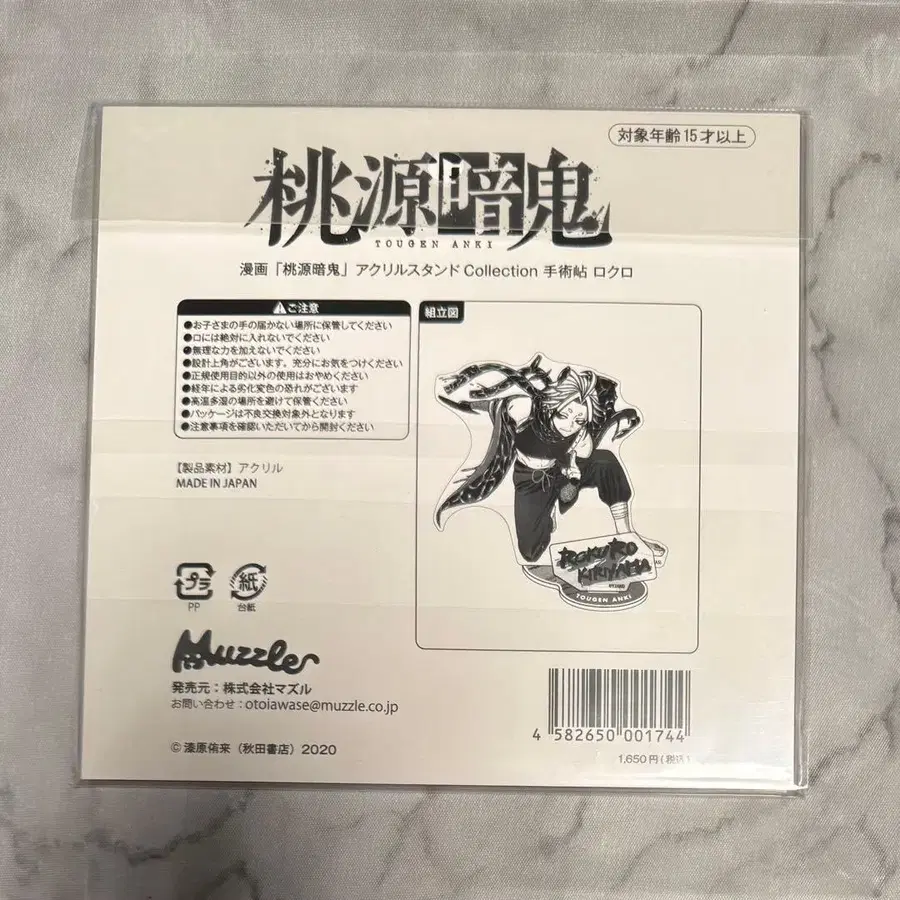 対象年齢15才以上
桃源暗鬼
TOUGEN ANKI
漫画「桃源暗鬼」アクリルスタンドCollection 手術帖 ロクロ
ご注意
●お子さまの手の届かない場所に保管してください
●口には絶対に入れないでください
●無理な力を加えないでください
●設計上角がございます。充分にお気をつけください
●正規使用目的以外の使用はおやめください
●経年による劣化変色の恐れがございます
●高温多湿の場所を避けて保管ください
●パッケージは不良交換対象外となります
●注意事項を確認いただいてから開封ください
【製品素材】アクリル
MADE IN JAPAN
組立図
ROKURO
KIRIYAMA
TOUGEN ANKI
プラ
PP
紙
台紙
Muzzle
発売元：株式会社マズル
お問い合わせ：otoiawase@muzzle.co.jp
©漆原侑来（秋田書店）2020
4 582650 001744
1,650円(税込)